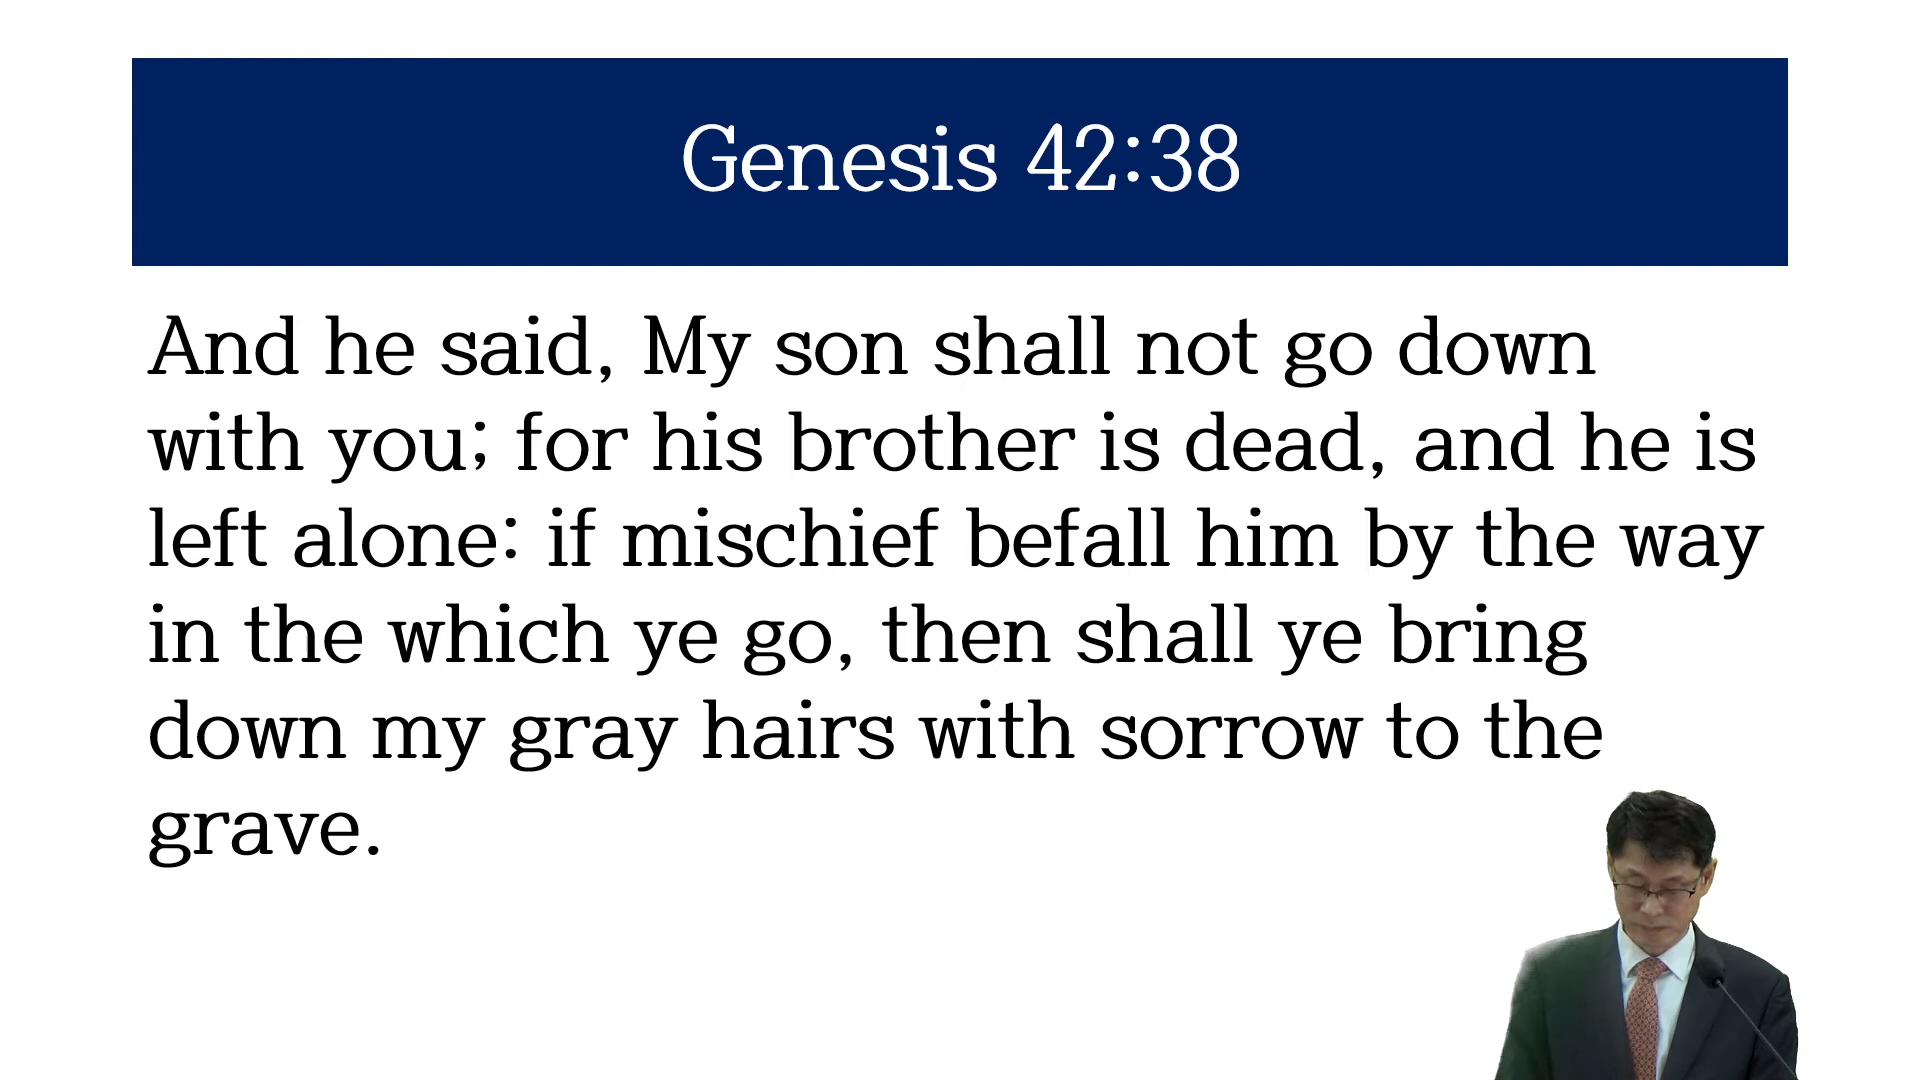 Genesis 42:38
And he said, My son shall not go down
with you; for his brother is dead, and he is
left alone: if mischief befall him by the way
in the which ye go, then shall ye bring
down my gray hairs with sorrow to the
grave.